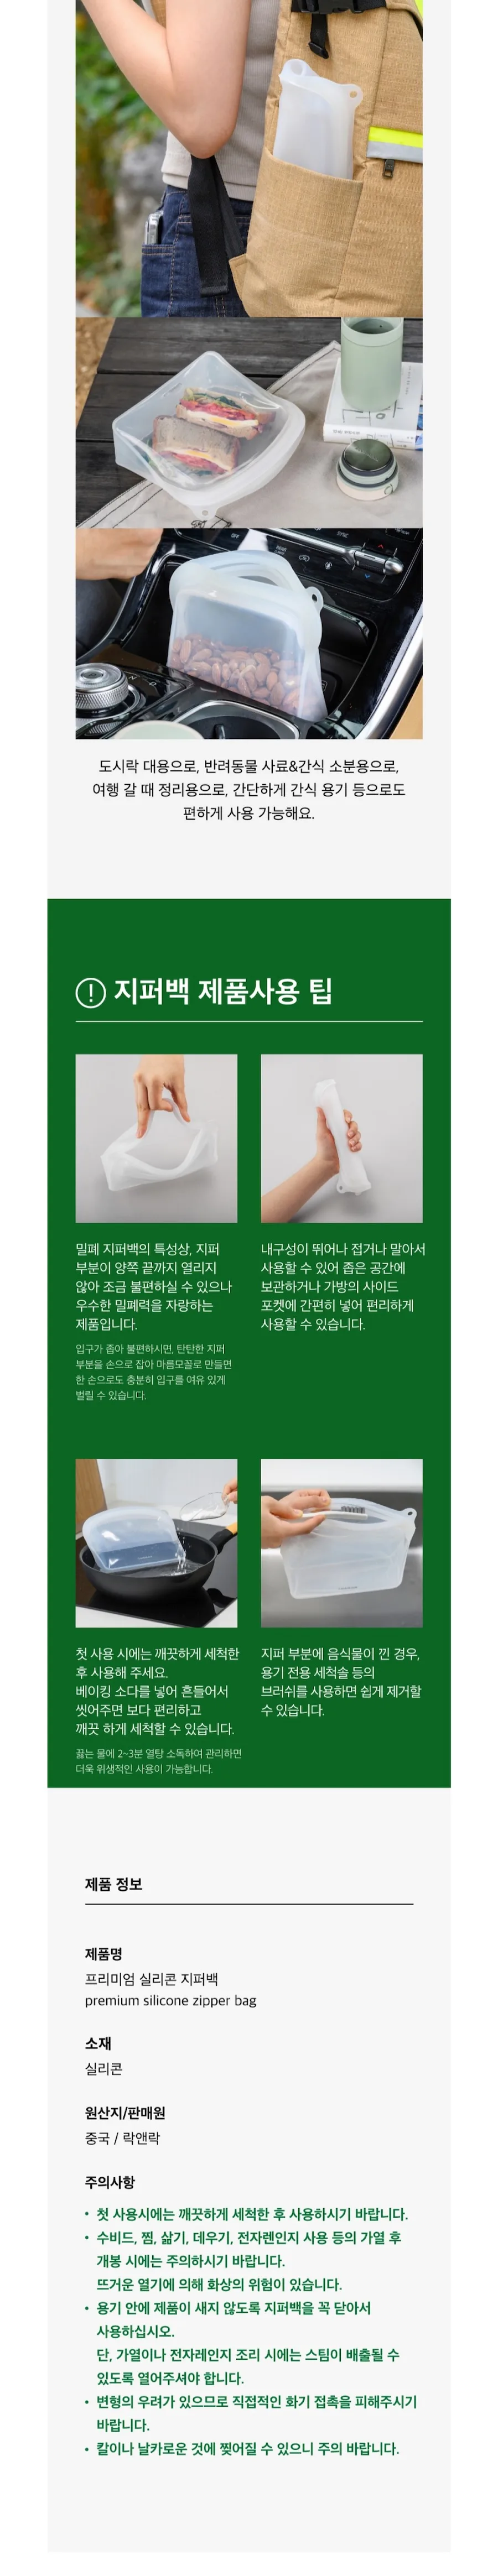 도시락 대용으로, 반려동물 사료&간식 소분용으로,
여행 갈 때 정리용으로, 간단하게 간식 용기 등으로도
편하게 사용 가능해요.
지퍼백 제품사용 팁
밀폐 지퍼백의 특성상, 지퍼
부분이 양쪽 끝까지 열리지
않아 조금 불편하실 수 있으나
우수한 밀폐력을 자랑하는
제품입니다.
입구가 좁아 불편하시면, 탄탄한 지퍼
부분을 손으로 잡아 마름모꼴로 만들면
한 손으로도 충분히 입구를 여유 있게
벌릴 수 있습니다.
내구성이 뛰어나 접거나 말아서
사용할 수 있어 좁은 공간에
보관하거나 가방의 사이드
포켓에 간편히 넣어 편리하게
사용할 수 있습니다.
첫 사용 시에는 깨끗하게 세척한
후 사용해 주세요.
베이킹 소다를 넣어 흔들어서
씻어주면 보다 편리하고
깨끗 하게 세척할 수 있습니다.
끓는 물에 2~3분 열탕 소독하여 관리하면
더욱 위생적인 사용이 가능합니다.
지퍼 부분에 음식물이 낀 경우,
용기 전용 세척솔 등의
브러쉬를 사용하면 쉽게 제거할
수 있습니다.
제품 정보
제품명
프리미엄 실리콘 지퍼백
premium silicone zipper bag
소재
실리콘
원산지/판매원
중국 / 락앤락
주의사항
• 첫 사용시에는 깨끗하게 세척한 후 사용하시기 바랍니다.
• 수비드, 찜, 삶기, 데우기, 전자렌인지 사용 등의 가열 후
개봉 시에는 주의하시기 바랍니다.
뜨거운 열기에 의해 화상의 위험이 있습니다.
• 용기 안에 제품이 새지 않도록 지퍼백을 꼭 닫아서
사용하십시오.
단, 가열이나 전자레인지 조리 시에는 스팀이 배출될 수
있도록 열어주셔야 합니다.
• 변형의 우려가 있으므로 직접적인 화기 접촉을 피해주시기
바랍니다.
• 칼이나 날카로운 것에 찢어질 수 있으니 주의 바랍니다.